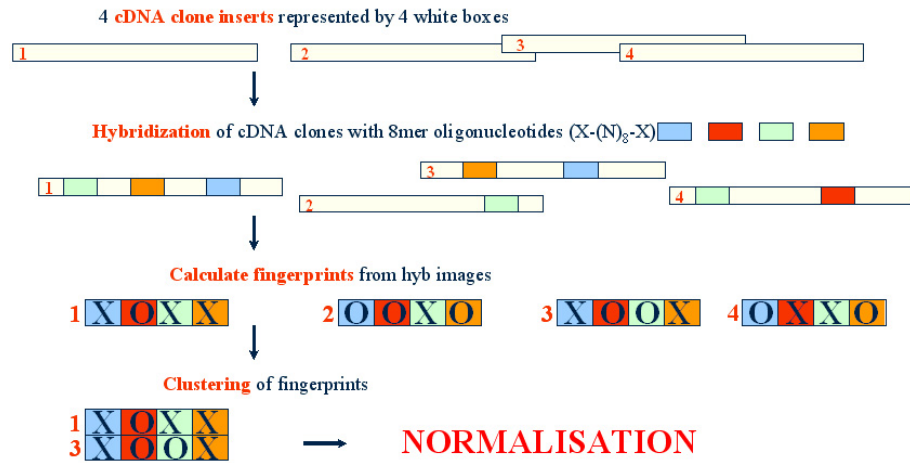 4 cDNA clone inserts represented by 4 white boxes
1 2 3 4
Hybridization of cDNA clones with 8mer oligonucleotides (X-(N)8-X)
1 2 3 4
Calculate fingerprints from hyb images
1 X O X X 2 O O X O 3 X O O X 4 O X X O
Clustering of fingerprints
1 X O X X
3 X O O X NORMALISATION